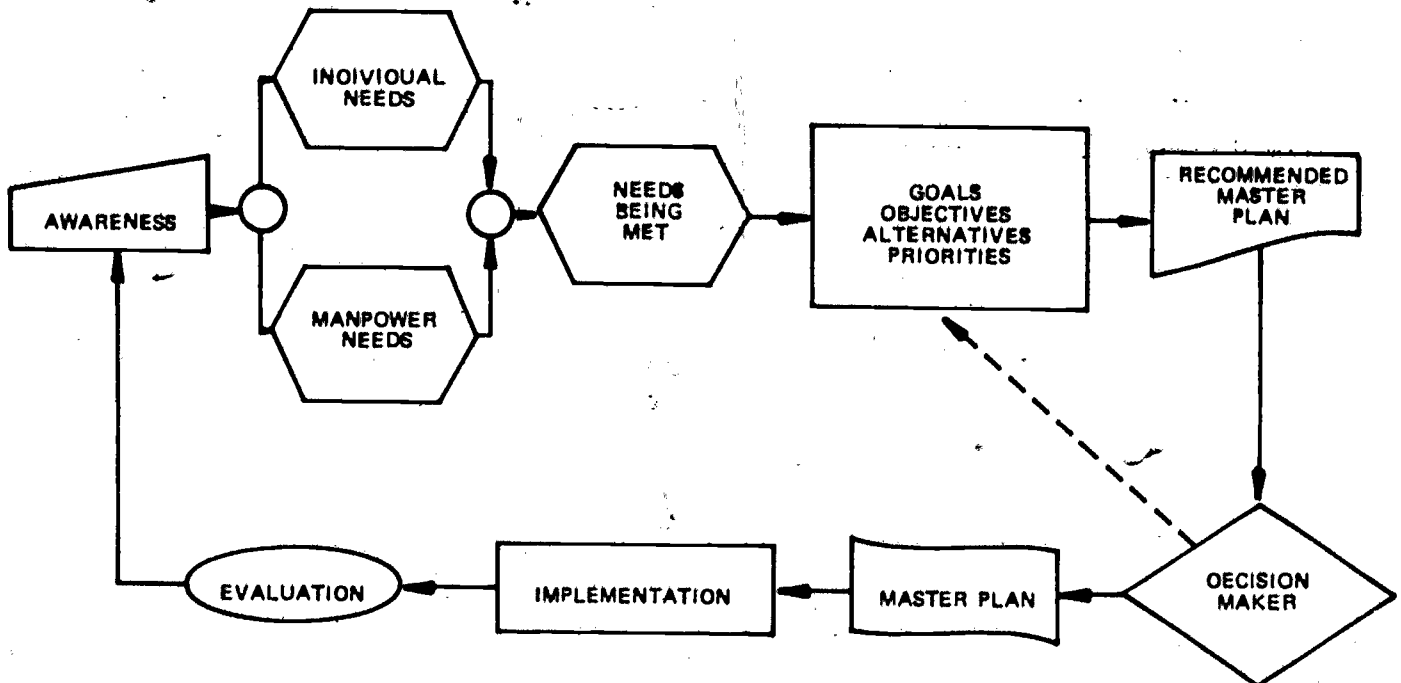 INOIVIOUAL
NEEDS
AWARENESS
MANPOWER
NEEDS
NEEDS
BEING
MET
GOALS
OBJECTIVES
ALTERNATIVES
PRIORITIES
RECOMMENDED
MASTER
PLAN
OECISION
MAKER
MASTER PLAN
IMPLEMENTATION
EVALUATION